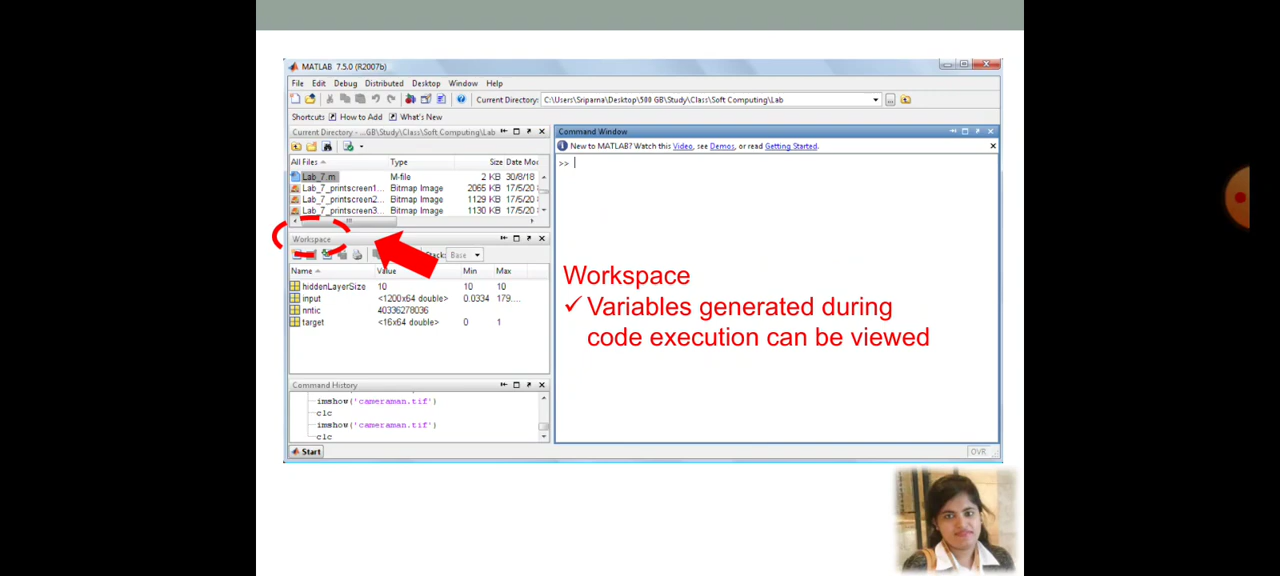 MATLAB 7.5.0 (R2007b)
File Edit Debug Distributed Desktop Window Help
Current Directory: C:\Users\Sriparna\Desktop\500 GB\Study\Class\Soft Computing\Lab
Shortcuts How to Add What's New
Current Directory - ...GB\Study\Class\Soft Computing\Lab
All Files Type Size Date Mo
Lab_7.m M-file 2 KB 30/8/18
Lab_7_printscreen1... Bitmap Image 2065 KB 17/5/20
Lab_7_printscreen2... Bitmap Image 1129 KB 17/5/20
Lab_7_printscreen3... Bitmap Image 1130 KB 17/5/20
Workspace
Stack: Base
Name Value Min Max
hiddenLayerSize 10 10 10
input <1200x64 double> 0.0334 179....
nntic 40336278036
target <16x64 double> 0 1
Command History
imshow('cameraman.tif')
clc
imshow('cameraman.tif')
clc
Start
Command Window
New to MATLAB? Watch this Video, see Demos, or read Getting Started.
>>
Workspace
✓ Variables generated during
code execution can be viewed
OVR